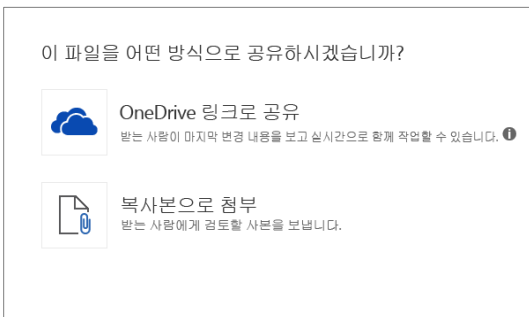 이 파일을 어떤 방식으로 공유하시겠습니까?
OneDrive 링크로 공유
받는 사람이 마지막 변경 내용을 보고 실시간으로 함께 작업할 수 있습니다.
복사본으로 첨부
받는 사람에게 검토할 사본을 보냅니다.